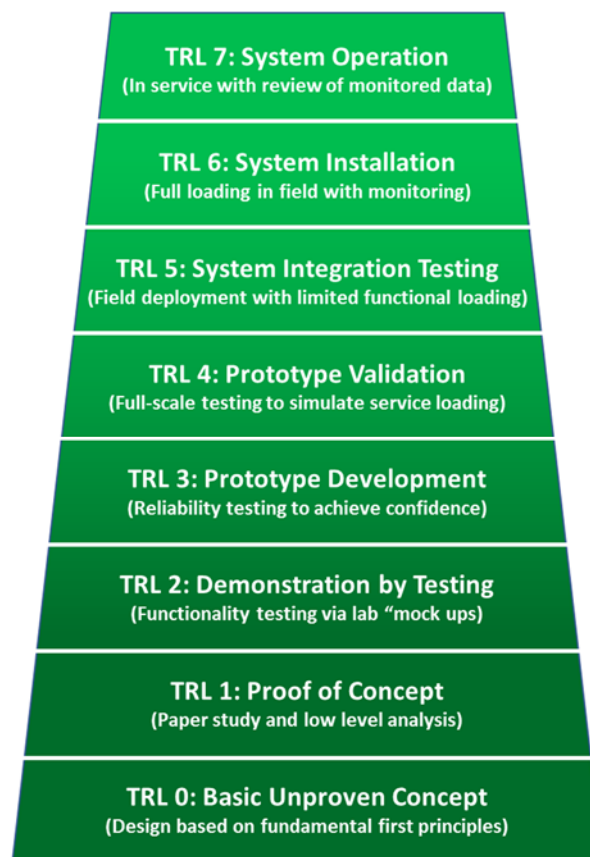 TRL 7: System Operation
(In service with review of monitored data)
TRL 6: System Installation
(Full loading in field with monitoring)
TRL 5: System Integration Testing
(Field deployment with limited functional loading)
TRL 4: Prototype Validation
(Full-scale testing to simulate service loading)
TRL 3: Prototype Development
(Reliability testing to achieve confidence)
TRL 2: Demonstration by Testing
(Functionality testing via lab “mock ups)
TRL 1: Proof of Concept
(Paper study and low level analysis)
TRL 0: Basic Unproven Concept
(Design based on fundamental first principles)